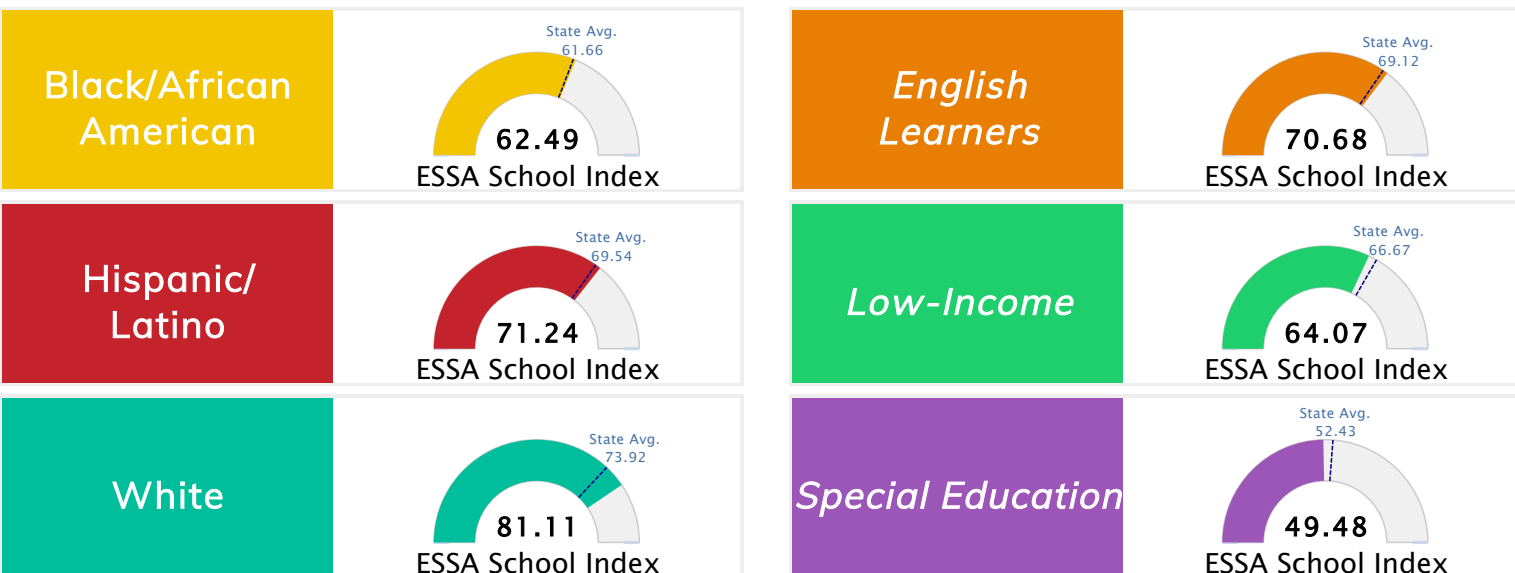 Black/African
American
State Avg.
61.66
62.49
ESSA School Index
English
Learners
State Avg.
69.12
70.68
ESSA School Index
Hispanic/
Latino
State Avg.
69.54
71.24
ESSA School Index
Low-Income
State Avg.
66.67
64.07
ESSA School Index
White
State Avg.
73.92
81.11
ESSA School Index
Special Education
State Avg.
52.43
49.48
ESSA School Index